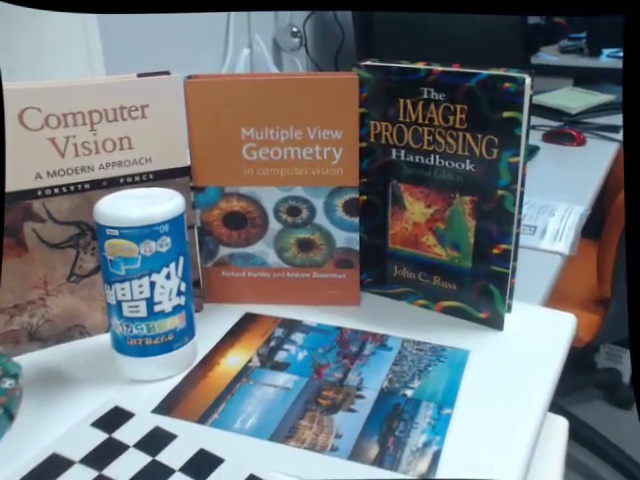 Computer
Vision
A MODERN APPROACH
FORSYTH PONCE
Multiple View
Geometry
in computer vision
Richard Hartley and Andrew Zisserman
The
IMAGE
PROCESSING
Handbook
Second Edition
John C. Russ